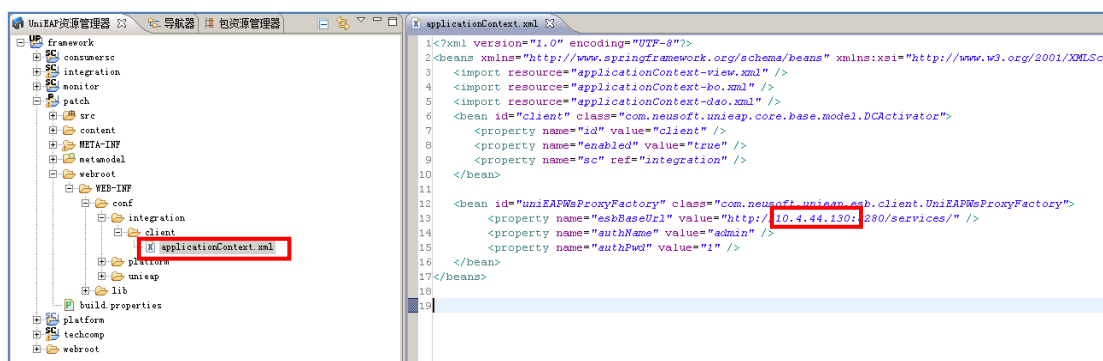 UniEAP资源管理器
导航器
包资源管理器
framework
consumersc
integration
monitor
patch
src
content
META-INF
metamodel
webroot
WEB-INF
conf
integration
client
applicationContext.xml
platform
unieap
lib
build.properties
platform
techcomp
webroot
applicationContext.xml
1 <?xml version="1.0" encoding="UTF-8"?>
2 <beans xmlns="http://www.springframework.org/schema/beans" xmlns:xsi="http://www.w3.org/2001/XMLSc
3 <import resource="applicationContext-view.xml" />
4 <import resource="applicationContext-bo.xml" />
5 <import resource="applicationContext-dao.xml" />
6 <bean id="client" class="com.neusoft.unieap.core.base.model.DCActivator">
7 <property name="id" value="client" />
8 <property name="enabled" value="true" />
9 <property name="sc" ref="integration" />
10 </bean>
11
12 <bean id="uniEAPWsProxyFactory" class="com.neusoft.unieap.esb.client.UniEAPWsProxyFactory">
13 <property name="esbBaseUrl" value="http://10.4.44.130:8280/services/" />
14 <property name="authName" value="admin" />
15 <property name="authPwd" value="1" />
16 </bean>
17 </beans>
18
19